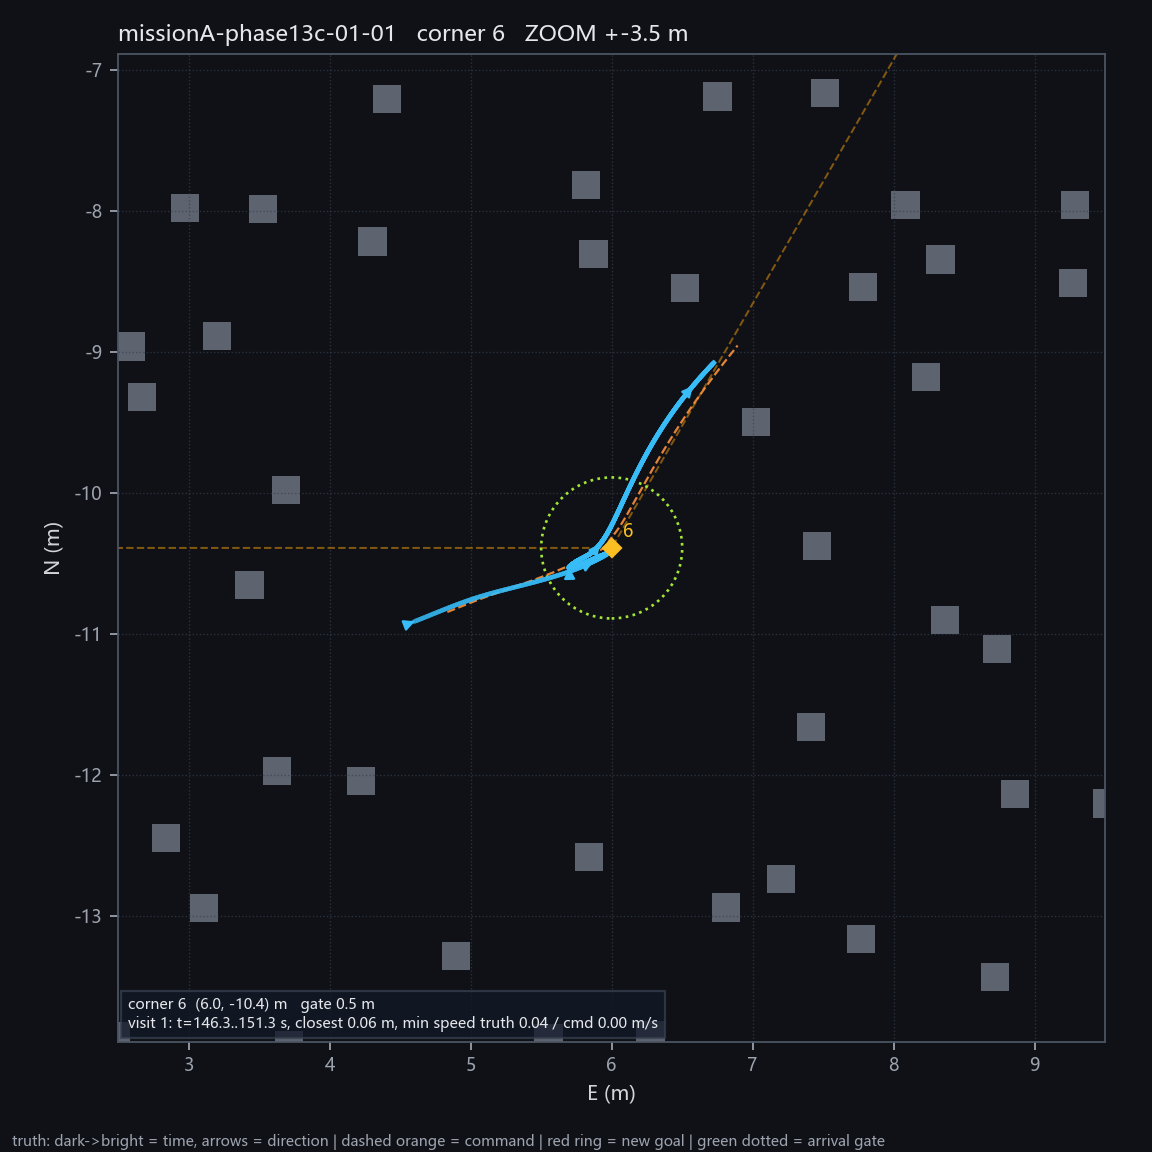 missionA-phase13c-01-01   corner 6   ZOOM +-3.5 m
-7
-8
-9
-10
-11
-12
-13
N (m)
6
corner 6  (6.0, -10.4) m   gate 0.5 m
visit 1: t=146.3..151.3 s, closest 0.06 m, min speed truth 0.04 / cmd 0.00 m/s
3 4 5 6 7 8 9
E (m)
truth: dark->bright = time, arrows = direction | dashed orange = command | red ring = new goal | green dotted = arrival gate